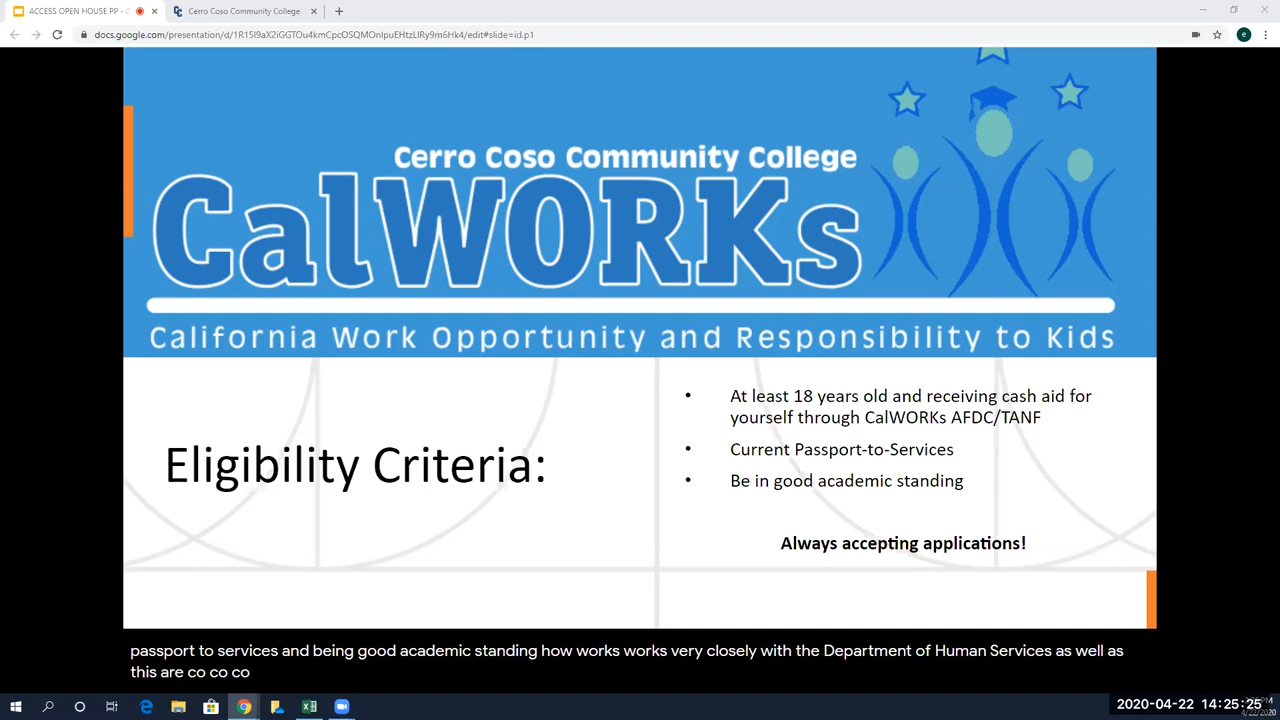 ACCESS OPEN HOUSE PP - 
Cerro Coso Community College
docs.google.com/presentation/d/1R15I9aX2iGGTOu4kmCpcOSQMOnIpuEHtzLlRy9m6Hk4/edit#slide=id.p1
e
Cerro Coso Community College
CalWORKs
California Work Opportunity and Responsibility to Kids
Eligibility Criteria:
• At least 18 years old and receiving cash aid for
yourself through CalWORKs AFDC/TANF
• Current Passport-to-Services
• Be in good academic standing
Always accepting applications!
passport to services and being good academic standing how works works very closely with the Department of Human Services as well as
this are co co co
2020-04-22 14:25:25
4/22/2020